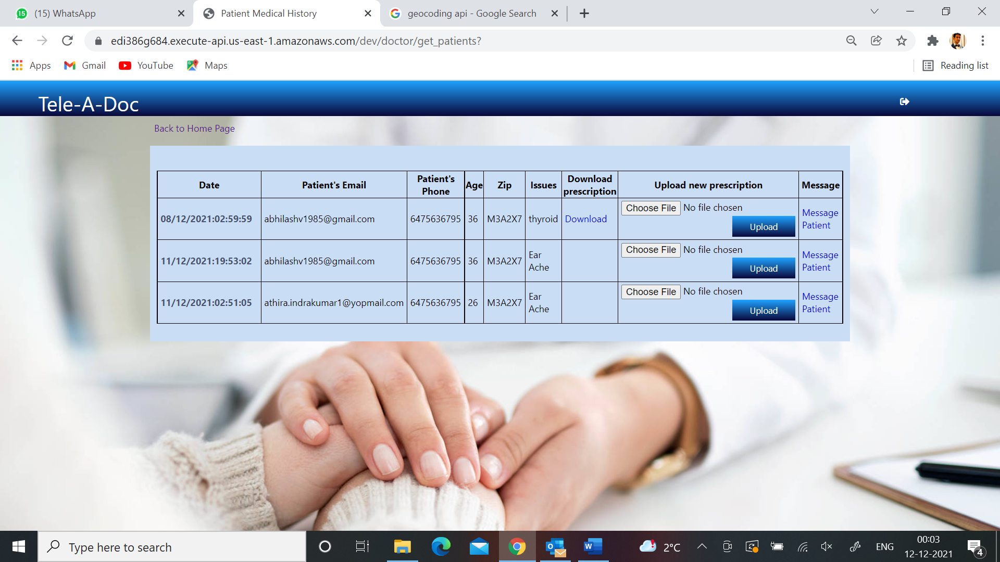 15 (15) WhatsApp
Patient Medical History
geocoding api - Google Search
edi386g684.execute-api.us-east-1.amazonaws.com/dev/doctor/get_patients?
Apps
Gmail
YouTube
Maps
Reading list
Tele-A-Doc
Back to Home Page
Date Patient's Email Patient's Phone Age Zip Issues Download prescription Upload new prescription Message
08/12/2021:02:59:59 abhilashv1985@gmail.com 6475636795 36 M3A2X7 thyroid Download Choose File No file chosen Upload Message Patient
11/12/2021:19:53:02 abhilashv1985@gmail.com 6475636795 36 M3A2X7 Ear Ache Choose File No file chosen Upload Message Patient
11/12/2021:02:51:05 athira.indrakumar1@yopmail.com 6475636795 26 M3A2X7 Ear Ache Choose File No file chosen Upload Message Patient
Type here to search
2°C
ENG
00:03
12-12-2021
4